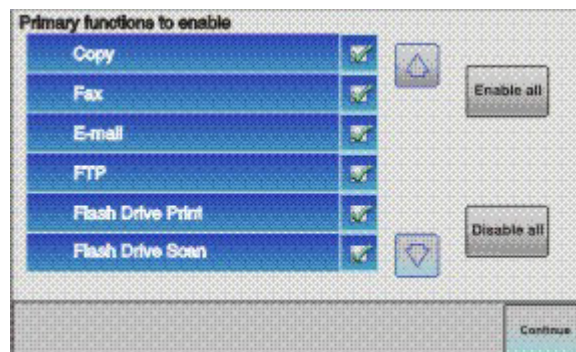 Primary functions to enable
Copy
Fax
E-mail
FTP
Flash Drive Print
Flash Drive Scan
Enable all
Disable all
Continue